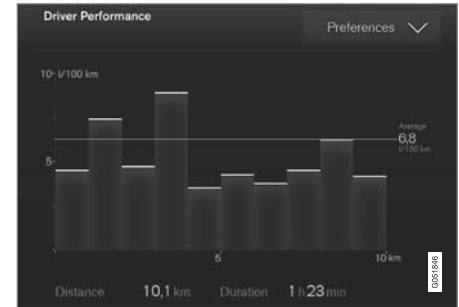 Driver Performance
Preferences
10 l/100 km
Average
6,8
l/100 km
5
5
10 km
Distance 10,1 km Duration 1 h 23 min
G051846